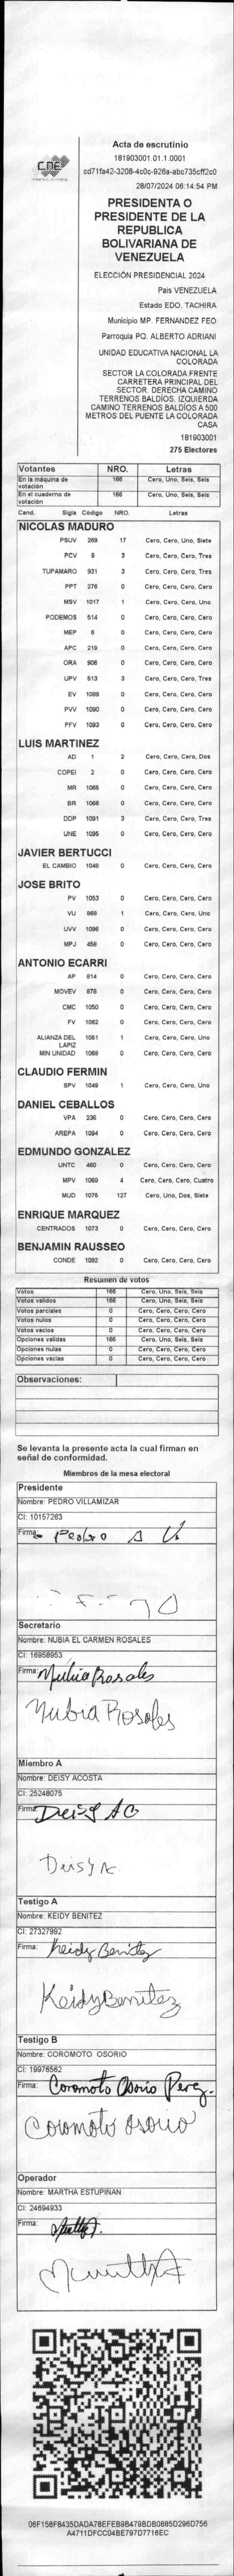 CNE
Acta de escrutinio
181903001.01.1.0001
cd71fa42-3208-4c0c-926a-abc735cff2c0
28/07/2024 06:14:54 PM
PRESIDENTA O
PRESIDENTE DE LA
REPUBLICA
BOLIVARIANA DE
VENEZUELA
ELECCIÓN PRESIDENCIAL 2024
País VENEZUELA
Estado EDO. TACHIRA
Municipio MP. FERNANDEZ FEO
Parroquia PQ. ALBERTO ADRIANI
UNIDAD EDUCATIVA NACIONAL LA
COLORADA
SECTOR LA COLORADA FRENTE
CARRETERA PRINCIPAL DEL
SECTOR. DERECHA CAMINO
TERRENOS BALDÍOS. IZQUIERDA
CAMINO TERRENOS BALDÍOS A 500
METROS DEL PUENTE LA COLORADA
CASA
181903001
275 Electores
Votantes NRO. Letras
En la máquina de votación 166 Cero, Uno, Seis, Seis
En el cuaderno de votación 166 Cero, Uno, Seis, Seis
Cand. Sigla Código NRO. Letras
NICOLAS MADURO
PSUV 269 17 Cero, Cero, Uno, Siete
PCV 9 3 Cero, Cero, Cero, Tres
TUPAMARO 931 3 Cero, Cero, Cero, Tres
PPT 276 0 Cero, Cero, Cero, Cero
MSV 1017 1 Cero, Cero, Cero, Uno
PODEMOS 514 0 Cero, Cero, Cero, Cero
MEP 6 0 Cero, Cero, Cero, Cero
APC 219 0 Cero, Cero, Cero, Cero
ORA 906 0 Cero, Cero, Cero, Cero
UPV 513 3 Cero, Cero, Cero, Tres
EV 1089 0 Cero, Cero, Cero, Cero
PVV 1090 0 Cero, Cero, Cero, Cero
PFV 1093 0 Cero, Cero, Cero, Cero
LUIS MARTINEZ
AD 1 2 Cero, Cero, Cero, Dos
COPEI 2 0 Cero, Cero, Cero, Cero
MR 1065 0 Cero, Cero, Cero, Cero
BR 1066 0 Cero, Cero, Cero, Cero
DDP 1091 3 Cero, Cero, Cero, Tres
UNE 1095 0 Cero, Cero, Cero, Cero
JAVIER BERTUCCI
EL CAMBIO 1048 0 Cero, Cero, Cero, Cero
JOSE BRITO
PV 1053 0 Cero, Cero, Cero, Cero
VU 969 1 Cero, Cero, Cero, Uno
UVV 1096 0 Cero, Cero, Cero, Cero
MPJ 458 0 Cero, Cero, Cero, Cero
ANTONIO ECARRI
AP 814 0 Cero, Cero, Cero, Cero
MOVEV 878 0 Cero, Cero, Cero, Cero
CMC 1050 0 Cero, Cero, Cero, Cero
FV 1062 0 Cero, Cero, Cero, Cero
ALIANZA DEL LAPIZ 1051 1 Cero, Cero, Cero, Uno
MIN UNIDAD 1068 0 Cero, Cero, Cero, Cero
CLAUDIO FERMIN
SPV 1049 1 Cero, Cero, Cero, Uno
DANIEL CEBALLOS
VPA 236 0 Cero, Cero, Cero, Cero
AREPA 1094 0 Cero, Cero, Cero, Cero
EDMUNDO GONZALEZ
UNTC 460 0 Cero, Cero, Cero, Cero
MPV 1069 4 Cero, Cero, Cero, Cuatro
MUD 1076 127 Cero, Uno, Dos, Siete
ENRIQUE MARQUEZ
CENTRADOS 1073 0 Cero, Cero, Cero, Cero
BENJAMIN RAUSSEO
CONDE 1092 0 Cero, Cero, Cero, Cero
Resumen de votos
Votos 166 Cero, Uno, Seis, Seis
Votos validos 166 Cero, Uno, Seis, Seis
Votos parciales 0 Cero, Cero, Cero, Cero
Votos nulos 0 Cero, Cero, Cero, Cero
Votos vacios 0 Cero, Cero, Cero, Cero
Opciones validas 166 Cero, Uno, Seis, Seis
Opciones nulas 0 Cero, Cero, Cero, Cero
Opciones vacias 0 Cero, Cero, Cero, Cero
Observaciones:
Se levanta la presente acta la cual firman en
señal de conformidad.
Miembros de la mesa electoral
Presidente
Nombre: PEDRO VILLAMIZAR
CI: 10157263
Firma: Pedro A V
Secretario
Nombre: NUBIA EL CARMEN ROSALES
CI: 16958953
Firma: Nubia Rosales
Nubia Rosales
Miembro A
Nombre: DEISY ACOSTA
CI: 25248075
Firma: Deisy AC
Deisy A
Testigo A
Nombre: KEIDY BENITEZ
CI: 27327992
Firma: Keidy Benitez
Keidy Benitez
Testigo B
Nombre: COROMOTO OSORIO
CI: 19976562
Firma: Coromoto Osorio Perez.
Coromoto osorio
Operador
Nombre: MARTHA ESTUPIÑAN
CI: 24694933
Firma:
06F158F8435DADA78EFEB9B479BDB0885D296D756
A4711DFCC04BE797D7716EC